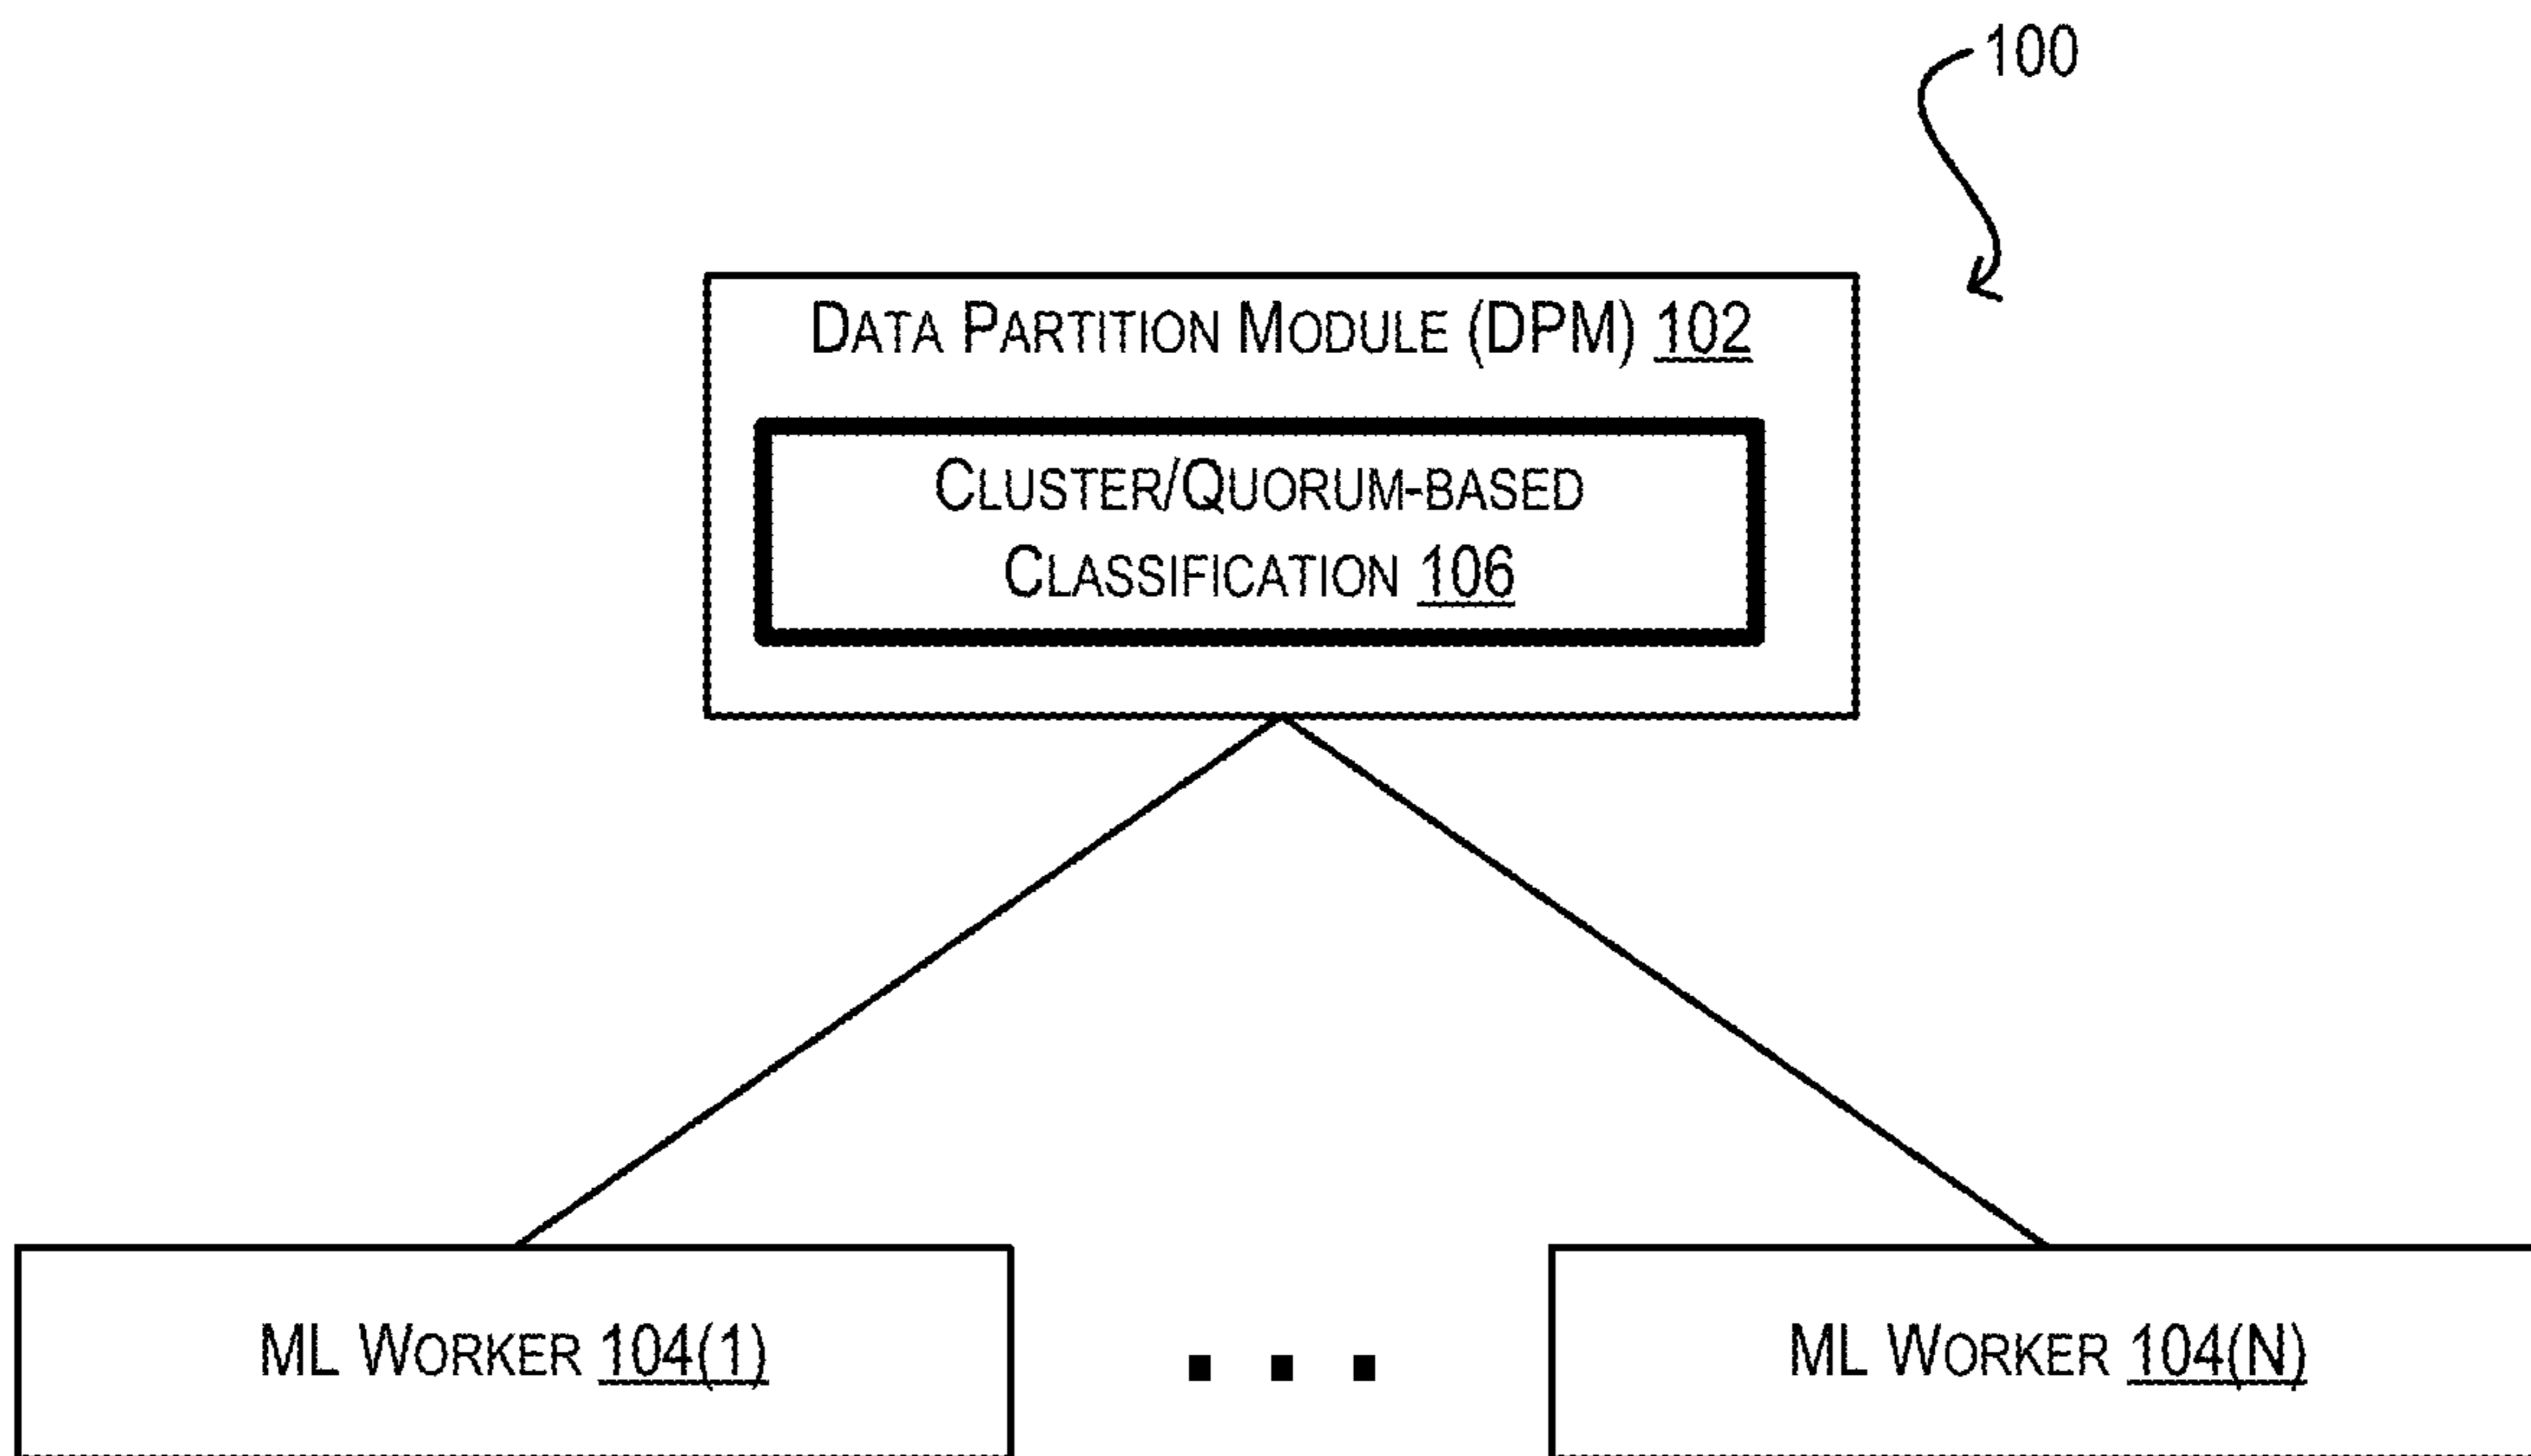 100
DATA PARTITION MODULE (DPM) 102
CLUSTER/QUORUM-BASED
CLASSIFICATION 106
ML WORKER 104(1)
. . .
ML WORKER 104(N)